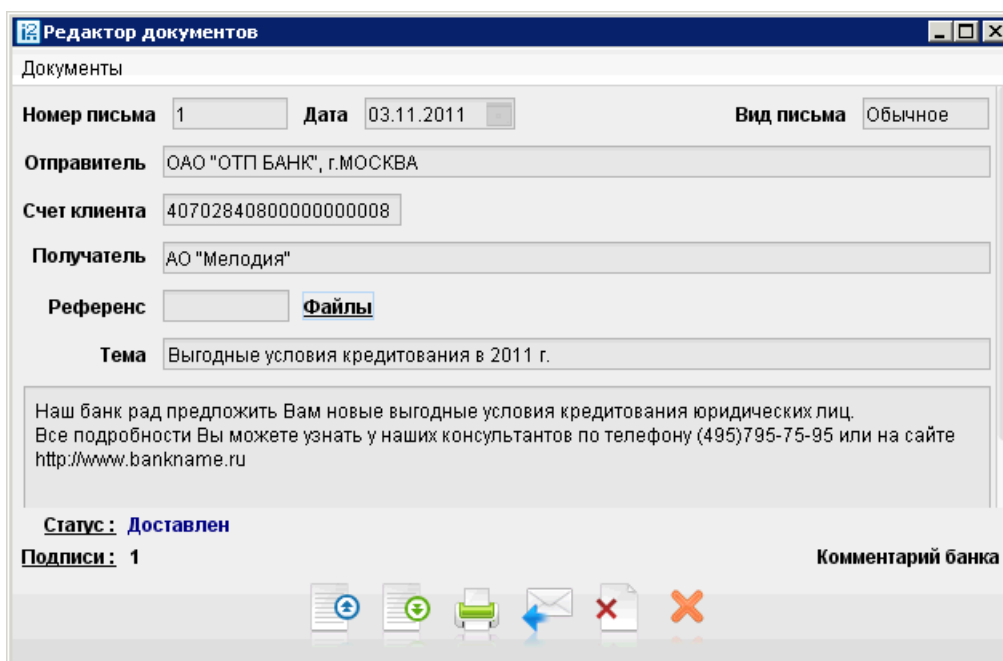 Редактор документов
Документы
Номер письма 1 Дата 03.11.2011 Вид письма Обычное
Отправитель ОАО "ОТП БАНК", г.МОСКВА
Счет клиента 40702840800000000008
Получатель АО "Мелодия"
Референс Файлы
Тема Выгодные условия кредитования в 2011 г.
Наш банк рад предложить Вам новые выгодные условия кредитования юридических лиц.
Все подробности Вы можете узнать у наших консультантов по телефону (495)795-75-95 или на сайте
http://www.bankname.ru
Статус : Доставлен
Подписи : 1 Комментарий банка